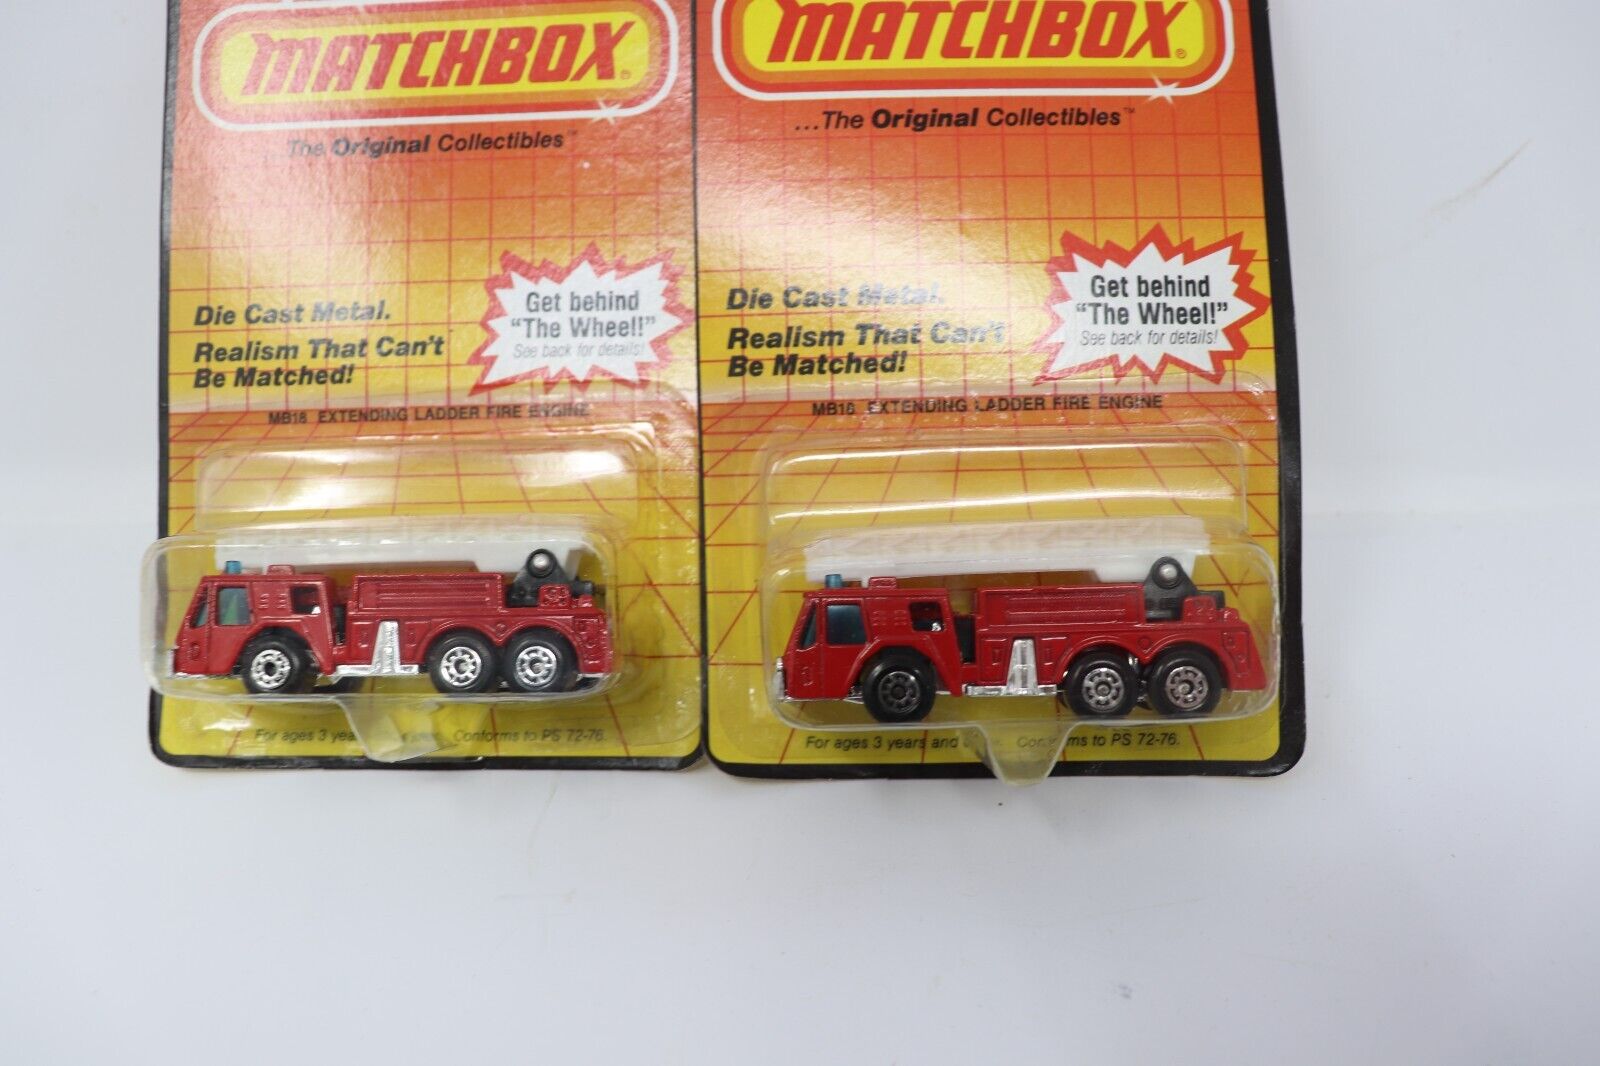 MATCHBOX®
...The Original Collectibles™
Die Cast Metal.
Realism That Can't
Be Matched!
Get behind
"The Wheel!"
See back for details!
MB18 EXTENDING LADDER FIRE ENGINE
For ages 3 years Conforms to PS 72-76.
MATCHBOX®
...The Original Collectibles™
Die Cast Metal.
Realism That Can't
Be Matched!
Get behind
"The Wheel!"
See back for details!
MB18 EXTENDING LADDER FIRE ENGINE
For ages 3 years and Conforms to PS 72-76.